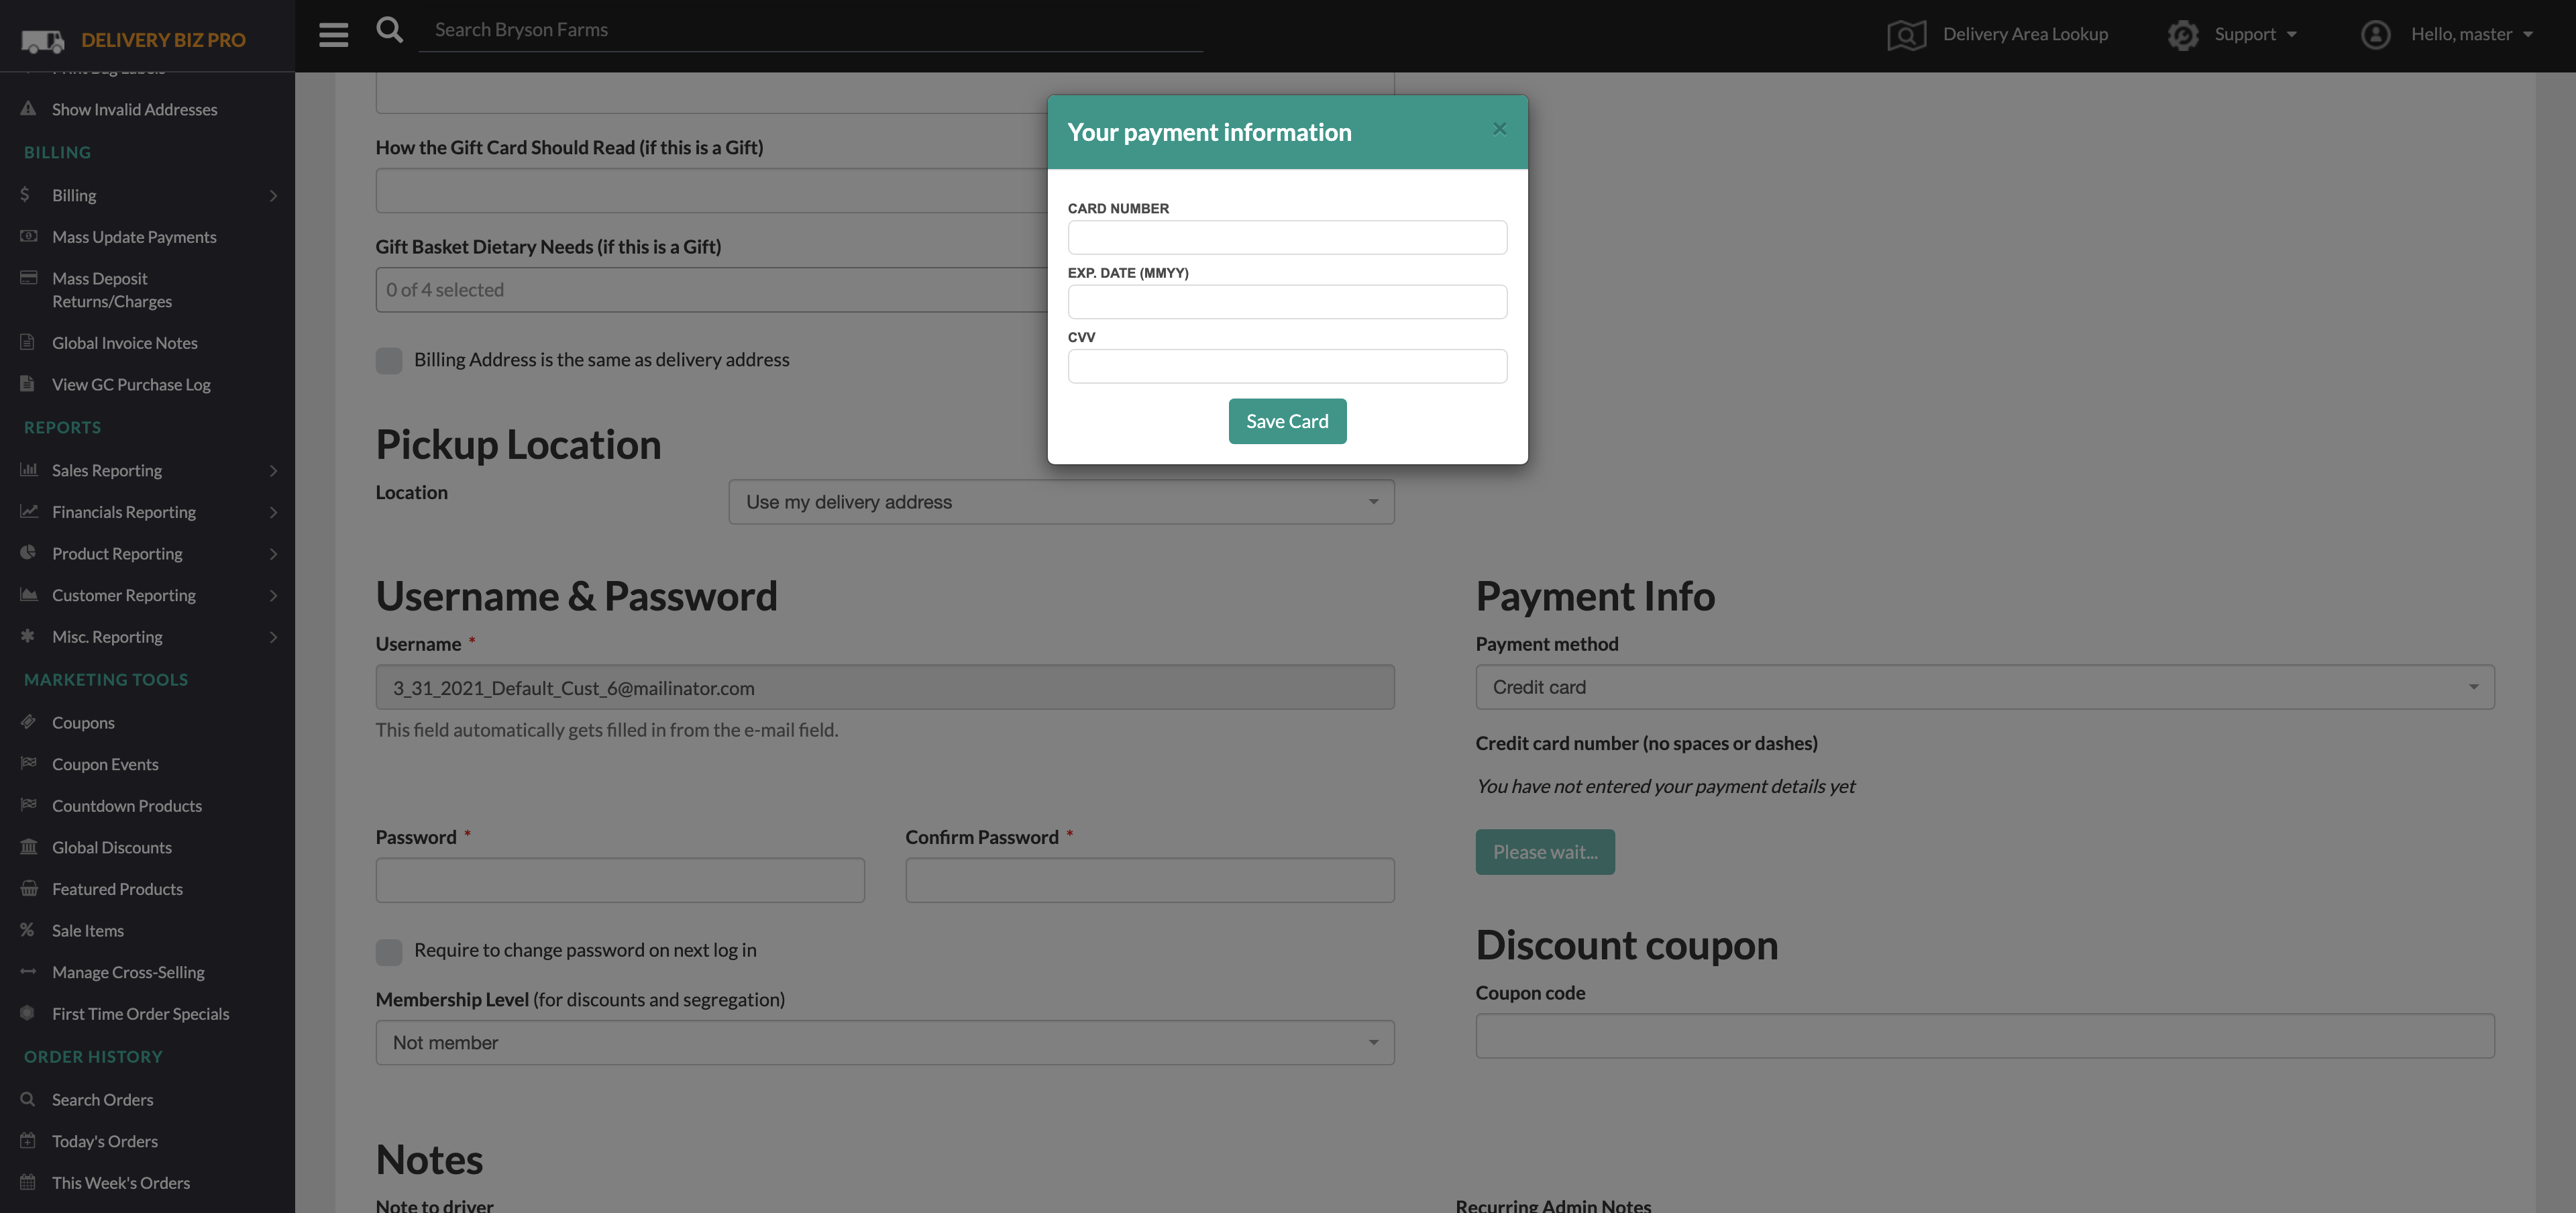 DELIVERY BIZ PRO
Search Bryson Farms
Delivery Area Lookup
Support
Hello, master
Print Bag Labels
Show Invalid Addresses
BILLING
Billing
Mass Update Payments
Mass Deposit
Returns/Charges
Global Invoice Notes
View GC Purchase Log
REPORTS
Sales Reporting
Financials Reporting
Product Reporting
Customer Reporting
Misc. Reporting
MARKETING TOOLS
Coupons
Coupon Events
Countdown Products
Global Discounts
Featured Products
Sale Items
Manage Cross-Selling
First Time Order Specials
ORDER HISTORY
Search Orders
Today's Orders
This Week's Orders
How the Gift Card Should Read (if this is a Gift)
Gift Basket Dietary Needs (if this is a Gift)
0 of 4 selected
Billing Address is the same as delivery address
Your payment information
×
CARD NUMBER
EXP. DATE (MMYY)
CVV
Save Card
Pickup Location
Location
Use my delivery address
Username & Password
Username *
3_31_2021_Default_Cust_6@mailinator.com
This field automatically gets filled in from the e-mail field.
Password *
Confirm Password *
Require to change password on next log in
Membership Level (for discounts and segregation)
Not member
Payment Info
Payment method
Credit card
Credit card number (no spaces or dashes)
You have not entered your payment details yet
Please wait...
Discount coupon
Coupon code
Notes
Note to driver
Recurring Admin Notes